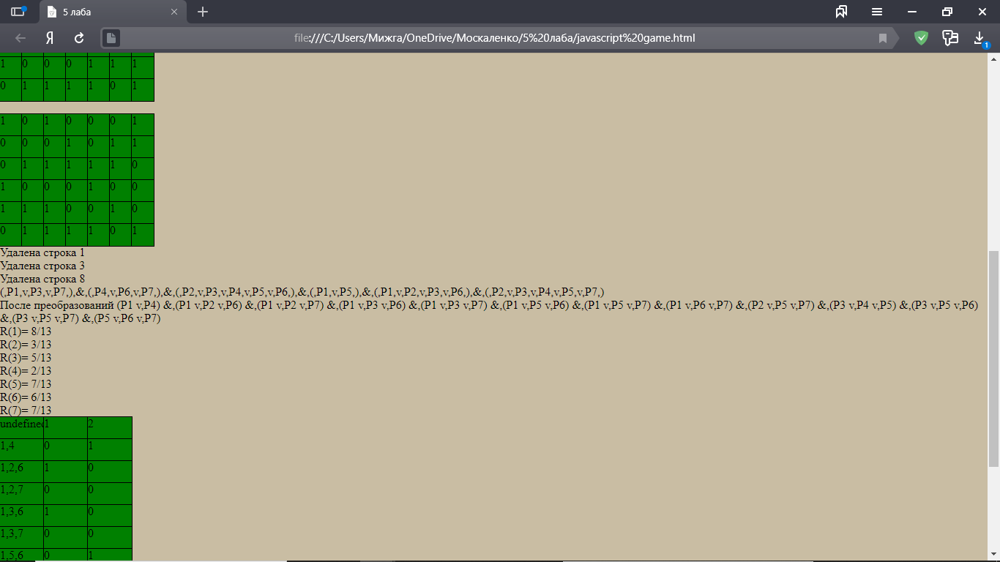 5 лаба
Я
file:///C:/Users/Мижга/OneDrive/Москаленко/5%20лаба/javascript%20game.html
1
1 0 0 0 1 1 1
0 1 1 1 1 0 1
1 0 1 0 0 0 1
0 0 0 1 0 1 1
0 1 1 1 1 1 0
1 0 0 0 1 0 0
1 1 1 0 0 1 0
0 1 1 1 1 0 1
Удалена строка 1
Удалена строка 3
Удалена строка 8
(,P1,v,P3,v,P7,),&,(,P4,v,P6,v,P7,),&,(,P2,v,P3,v,P4,v,P5,v,P6,),&,(,P1,v,P5,),&,(,P1,v,P2,v,P3,v,P6,),&,(,P2,v,P3,v,P4,v,P5,v,P7,)
После преобразований (P1 v,P4) &,(P1 v,P2 v,P6) &,(P1 v,P2 v,P7) &,(P1 v,P3 v,P6) &,(P1 v,P3 v,P7) &,(P1 v,P5 v,P6) &,(P1 v,P5 v,P7) &,(P1 v,P6 v,P7) &,(P2 v,P5 v,P7) &,(P3 v,P4 v,P5) &,(P3 v,P5 v,P6)
&,(P3 v,P5 v,P7) &,(P5 v,P6 v,P7)
R(1)= 8/13
R(2)= 3/13
R(3)= 5/13
R(4)= 2/13
R(5)= 7/13
R(6)= 6/13
R(7)= 7/13
undefined 1 2
1,4 0 1
1,2,6 1 0
1,2,7 0 0
1,3,6 1 0
1,3,7 0 0
1,5,6 0 1